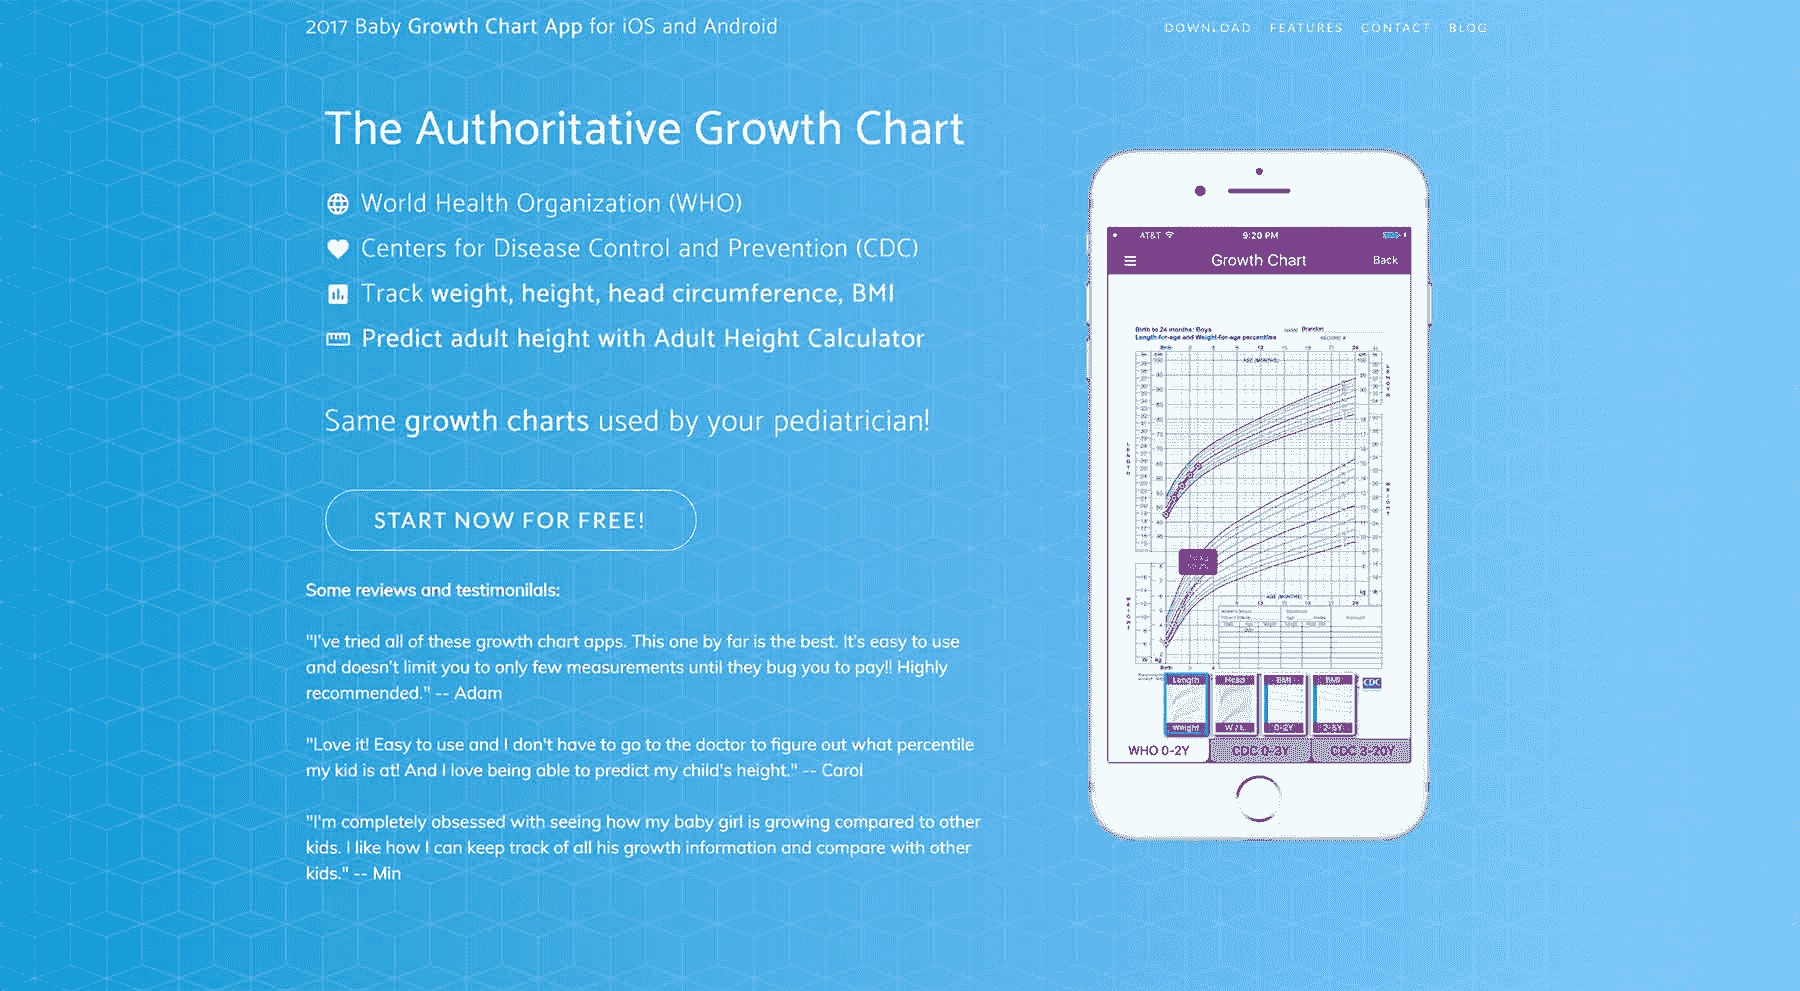 2017 Baby Growth Chart App for iOS and Android
DOWNLOAD FEATURES CONTACT BLOG
The Authoritative Growth Chart
World Health Organization (WHO)
Centers for Disease Control and Prevention (CDC)
Track weight, height, head circumference, BMI
Predict adult height with Adult Height Calculator
Same growth charts used by your pediatrician!
START NOW FOR FREE!
Some reviews and testimonilals:
"I've tried all of these growth chart apps. This one by far is the best. It's easy to use
and doesn't limit you to only few measurements until they bug you to pay!! Highly
recommended." -- Adam
"Love it! Easy to use and I don't have to go to the doctor to figure out what percentile
my kid is at! And I love being able to predict my child's height." -- Carol
"I'm completely obsessed with seeing how my baby girl is growing compared to other
kids. I like how I can keep track of all his growth information and compare with other
kids." -- Min
AT&T 9:20 PM
Growth Chart Back
Birth to 24 months: Boys
Length-for-age and Weight-for-age percentiles
AGE (MONTHS)
AGE (MONTHS)
Length Head BMI BMI CDC
Weight W / L 0-2Y 2-5Y
WHO 0-2Y CDC 0-3Y CDC 3-20Y